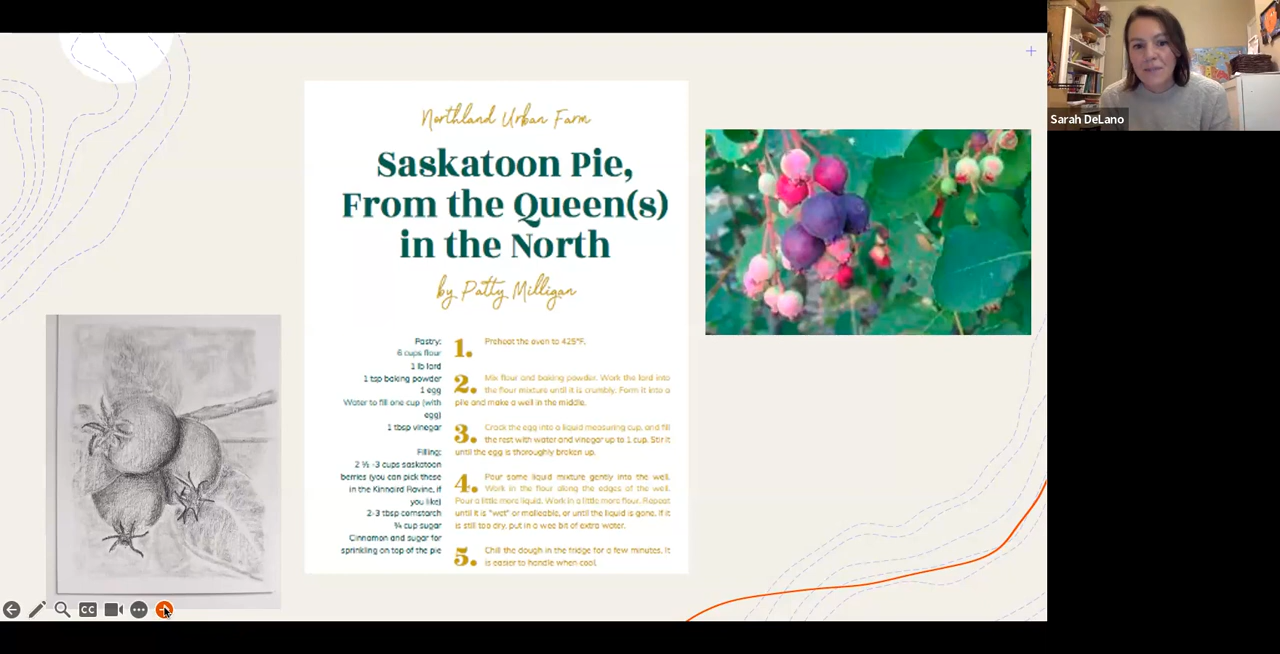 Northland Urban Farm
Saskatoon Pie,
From the Queen(s)
in the North
by Patty Milligan
Pastry:
6 cups flour
1 lb lard
1 tsp baking powder
1 egg
Water to fill one cup (with
egg)
1 tbsp vinegar
Filling:
2 ½ -3 cups saskatoon
berries (you can pick these
in the Kinnaird Ravine, if
you like)
2-3 tbsp cornstarch
¾ cup sugar
Cinnamon and sugar for
sprinkling on top of the pie
1. Preheat the oven to 425°F.
2. Mix flour and baking powder. Work the lard into
the flour mixture until it is crumbly. Form it into a
pile and make a well in the middle.
3. Crack the egg into a liquid measuring cup, and fill
the rest with water and vinegar up to 1 cup. Stir it
until the egg is thoroughly broken up.
4. Pour some liquid mixture gently into the well.
Work in the flour along the edges of the well.
Pour a little more liquid. Work in a little more flour. Repeat
until it is "wet" or malleable, or until the liquid is gone. If it
is still too dry, put in a wee bit of extra water.
5. Chill the dough in the fridge for a few minutes. It
is easier to handle when cool.
Sarah DeLano
CC